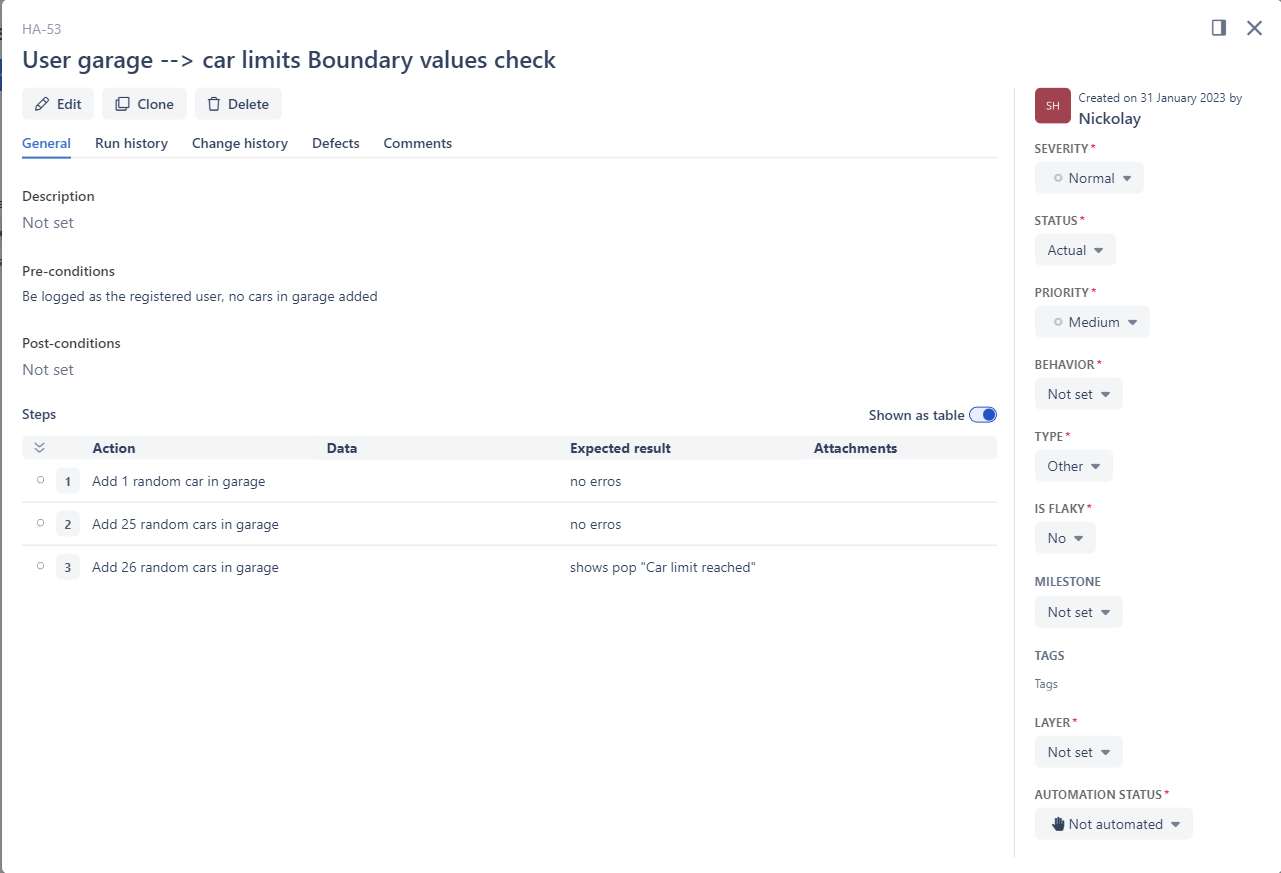 HA-53
User garage --> car limits Boundary values check
Edit
Clone
Delete
General
Run history
Change history
Defects
Comments
Description
Not set
Pre-conditions
Be logged as the registered user, no cars in garage added
Post-conditions
Not set
Steps
Shown as table
Action Data Expected result Attachments
1 Add 1 random car in garage no erros
2 Add 25 random cars in garage no erros
3 Add 26 random cars in garage shows pop "Car limit reached"
SH
Created on 31 January 2023 by
Nickolay
SEVERITY*
Normal
STATUS*
Actual
PRIORITY*
Medium
BEHAVIOR*
Not set
TYPE*
Other
IS FLAKY*
No
MILESTONE
Not set
TAGS
Tags
LAYER*
Not set
AUTOMATION STATUS*
Not automated